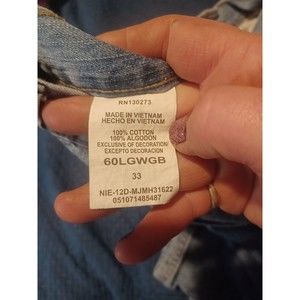 RN130273
MADE IN VIETNAM
HECHO EN VIETNAM
100% COTTON
100% ALGODON
EXCLUSIVE OF DECORATION
EXCEPTO DECORACION
60LGWGB
33
NIE-12D-MJMH31622
051071485487